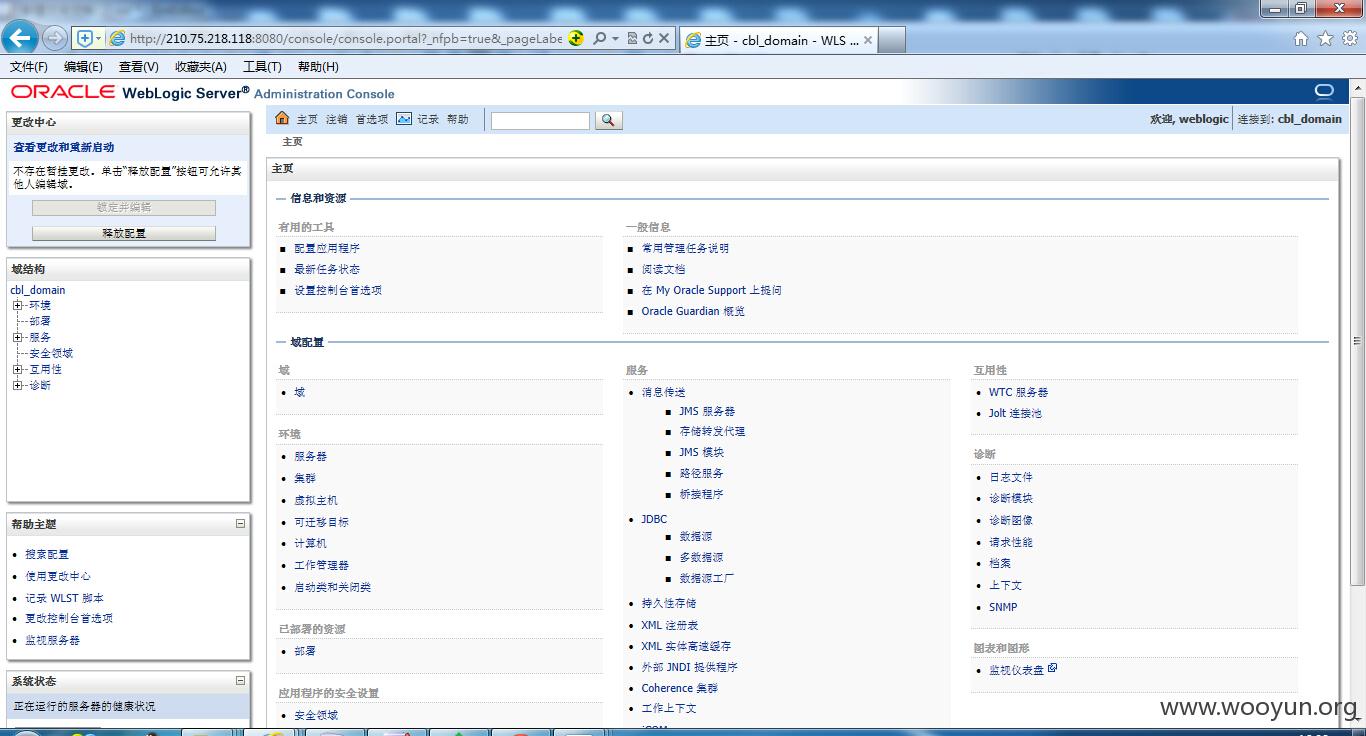 http://210.75.218.118:8080/console/console.portal?_nfpb=true&_pageLabe
主页 - cbl_domain - WLS ...
文件(F) 编辑(E) 查看(V) 收藏夹(A) 工具(T) 帮助(H)
ORACLE WebLogic Server® Administration Console
更改中心
查看更改和重新启动
不存在暂挂更改。单击“释放配置”按钮可允许其
他人编辑域。
锁定并编辑
释放配置
域结构
cbl_domain
环境
部署
服务
安全领域
互用性
诊断
帮助主题
搜索配置
使用更改中心
记录 WLST 脚本
更改控制台首选项
监视服务器
系统状态
正在运行的服务器的健康状况
主页 注销 首选项 记录 帮助
欢迎, weblogic 连接到: cbl_domain
主页
主页
信息和资源
有用的工具
配置应用程序
最新任务状态
设置控制台首选项
一般信息
常用管理任务说明
阅读文档
在 My Oracle Support 上提问
Oracle Guardian 概览
域配置
域
域
环境
服务器
集群
虚拟主机
可迁移目标
计算机
工作管理器
启动类和关闭类
已部署的资源
部署
应用程序的安全设置
安全领域
服务
消息传送
JMS 服务器
存储转发代理
JMS 模块
路径服务
桥接程序
JDBC
数据源
多数据源
数据源工厂
持久性存储
XML 注册表
XML 实体高速缓存
外部 JNDI 提供程序
Coherence 集群
工作上下文
互用性
WTC 服务器
Jolt 连接池
诊断
日志文件
诊断模块
诊断图像
请求性能
档案
上下文
SNMP
图表和图形
监视仪表盘
www.wooyun.org